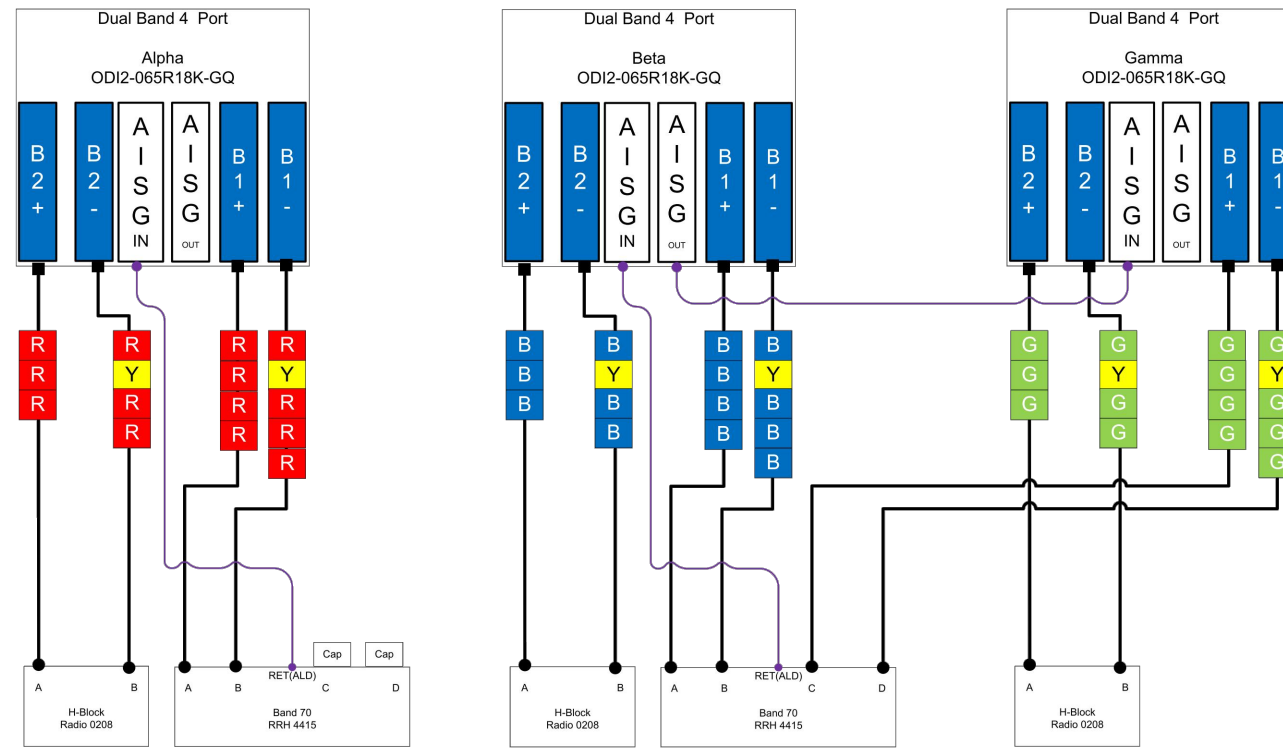 Dual Band 4 Port
Alpha
ODI2-065R18K-GQ
B
2
+
B
2
-
A
I
S
G
IN
A
I
S
G
OUT
B
1
+
B
1
-
R
R
R
R
Y
R
R
R
R
R
R
R
Y
R
R
R
Cap
Cap
A
B
H-Block
Radio 0208
RET(ALD)
A
B
C
D
Band 70
RRH 4415
Dual Band 4 Port
Beta
ODI2-065R18K-GQ
B
2
+
B
2
-
A
I
S
G
IN
A
I
S
G
OUT
B
1
+
B
1
-
B
B
B
B
Y
B
B
B
B
B
B
B
Y
B
B
B
A
B
H-Block
Radio 0208
RET(ALD)
A
B
C
D
Band 70
RRH 4415
Dual Band 4 Port
Gamma
ODI2-065R18K-GQ
B
2
+
B
2
-
A
I
S
G
IN
A
I
S
G
OUT
B
1
+
B
1
-
G
G
G
G
Y
G
G
G
G
G
G
G
Y
G
G
G
A
B
H-Block
Radio 0208